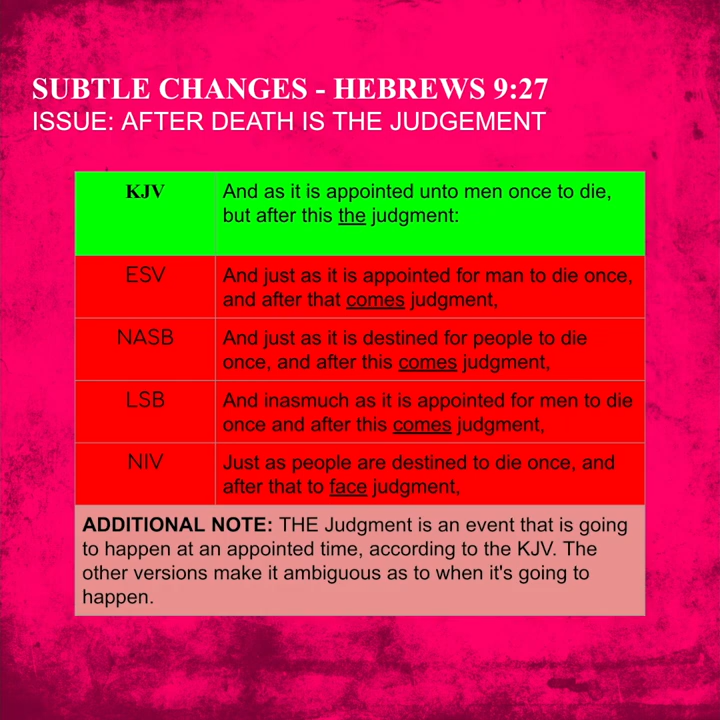 SUBTLE CHANGES - HEBREWS 9:27
ISSUE: AFTER DEATH IS THE JUDGEMENT
KJV
And as it is appointed unto men once to die,
but after this the judgment:
ESV
And just as it is appointed for man to die once,
and after that comes judgment,
NASB
And just as it is destined for people to die
once, and after this comes judgment,
LSB
And inasmuch as it is appointed for men to die
once and after this comes judgment,
NIV
Just as people are destined to die once, and
after that to face judgment,
ADDITIONAL NOTE: THE Judgment is an event that is going
to happen at an appointed time, according to the KJV. The
other versions make it ambiguous as to when it's going to
happen.